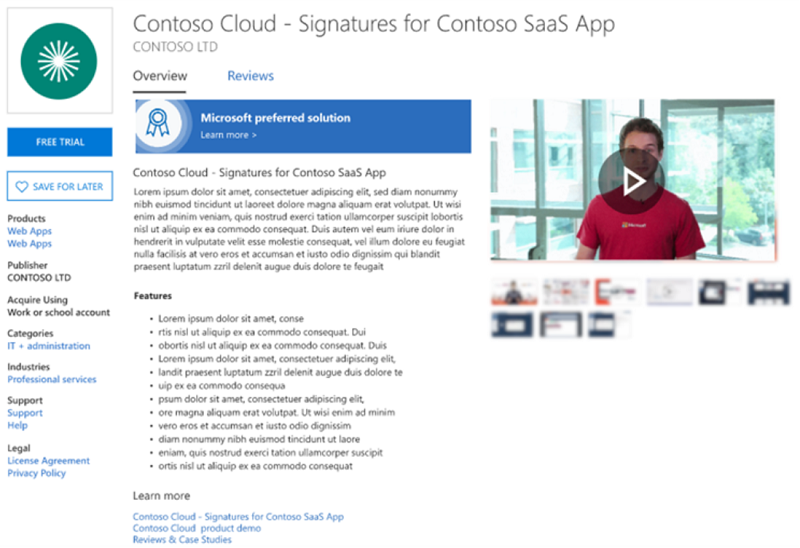 Contoso Cloud - Signatures for Contoso SaaS App
CONTOSO LTD
Overview
Reviews
FREE TRIAL
SAVE FOR LATER
Products
Web Apps
Web Apps
Publisher
CONTOSO LTD
Acquire Using
Work or school account
Categories
IT + administration
Industries
Professional services
Support
Support
Help
Legal
License Agreement
Privacy Policy
Microsoft preferred solution
Learn more >
Contoso Cloud - Signatures for Contoso SaaS App
Lorem ipsum dolor sit amet, consectetuer adipiscing elit, sed diam nonummy
nibh euismod tincidunt ut laoreet dolore magna aliquam erat volutpat. Ut wisi
enim ad minim veniam, quis nostrud exerci tation ullamcorper suscipit lobortis
nisl ut aliquip ex ea commodo consequat. Duis autem vel eum iriure dolor in
hendrerit in vulputate velit esse molestie consequat, vel illum dolore eu feugiat
nulla facilisis at vero eros et accumsan et iusto odio dignissim qui blandit
praesent luptatum zzril delenit augue duis dolore te feugait
Features
• Lorem ipsum dolor sit amet, conse
• rtis nisl ut aliquip ex ea commodo consequat. Dui
• obortis nisl ut aliquip ex ea commodo consequat. Duis
• Lorem ipsum dolor sit amet, consectetuer adipiscing elit,
• landit praesent luptatum zzril delenit augue duis dolore te
• uip ex ea commodo consequa
• psum dolor sit amet, consectetuer adipiscing elit,
• ore magna aliquam erat volutpat. Ut wisi enim ad minim
• vero eros et accumsan et iusto odio dignissim
• diam nonummy nibh euismod tincidunt ut laore
• eniam, quis nostrud exerci tation ullamcorper suscipit
• ortis nisl ut aliquip ex ea commodo consequat
Learn more
Contoso Cloud - Signatures for Contoso SaaS App
Contoso Cloud product demo
Reviews & Case Studies
Microsoft